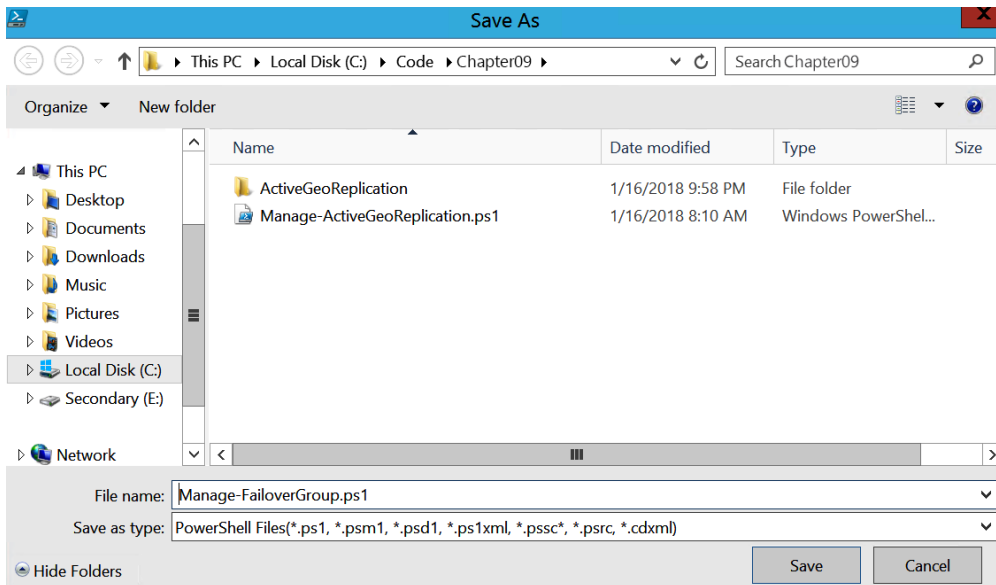 Save As
This PC Local Disk (C:) Code Chapter09 Search Chapter09
Organize New folder
Name Date modified Type Size
This PC
Desktop
Documents
Downloads
Music
Pictures
Videos
Local Disk (C:)
Secondary (E:)
Network
ActiveGeoReplication 1/16/2018 9:58 PM File folder
Manage-ActiveGeoReplication.ps1 1/16/2018 8:10 AM Windows PowerShel...
File name: Manage-FailoverGroup.ps1
Save as type: PowerShell Files(*.ps1, *.psm1, *.psd1, *.ps1xml, *.pssc*, *.psrc, *.cdxml)
Hide Folders Save Cancel